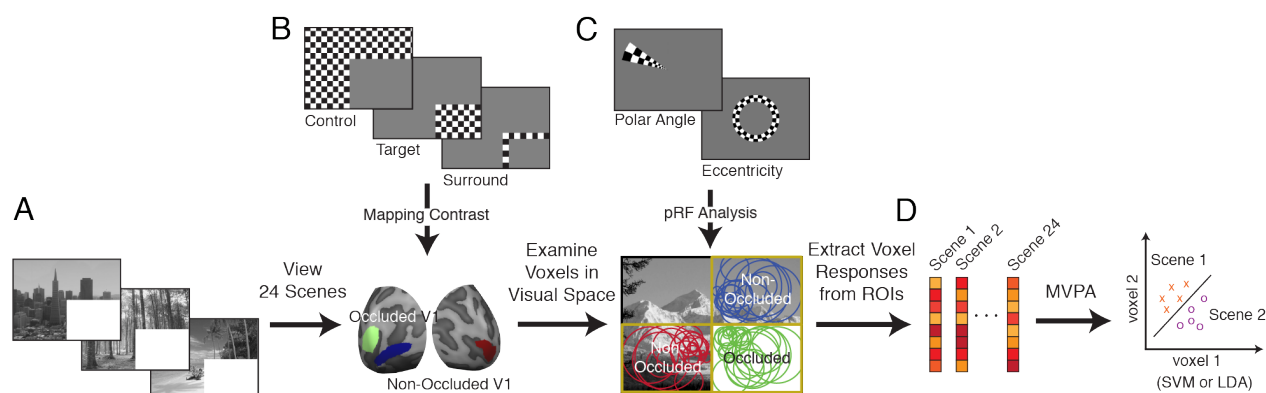 B
Control
Target
Surround
Mapping Contrast
C
Polar Angle
Eccentricity
pRF Analysis
A
View
24 Scenes
Occluded V1
Non-Occluded V1
Examine
Voxels in
Visual Space
Non-
Occluded
Non-
Occluded
Occluded
Extract Voxel
Responses
from ROIs
D
Scene 1
Scene 2
...
Scene 24
MVPA
voxel 2
Scene 1
Scene 2
voxel 1
(SVM or LDA)